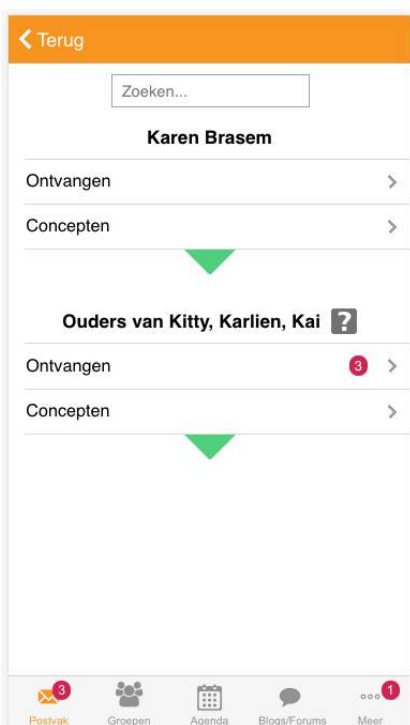 Terug
Zoeken...
Karen Brasem
Ontvangen
Concepten
Ouders van Kitty, Karlien, Kai ?
Ontvangen 3
Concepten
3 1
Postvak Groepen Agenda Blogs/Forums Meer